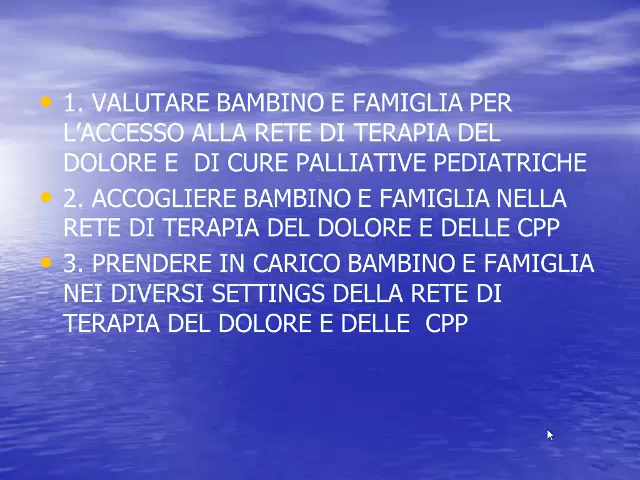 1. VALUTARE BAMBINO E FAMIGLIA PER
L'ACCESSO ALLA RETE DI TERAPIA DEL
DOLORE E DI CURE PALLIATIVE PEDIATRICHE
2. ACCOGLIERE BAMBINO E FAMIGLIA NELLA
RETE DI TERAPIA DEL DOLORE E DELLE CPP
3. PRENDERE IN CARICO BAMBINO E FAMIGLIA
NEI DIVERSI SETTINGS DELLA RETE DI
TERAPIA DEL DOLORE E DELLE CPP